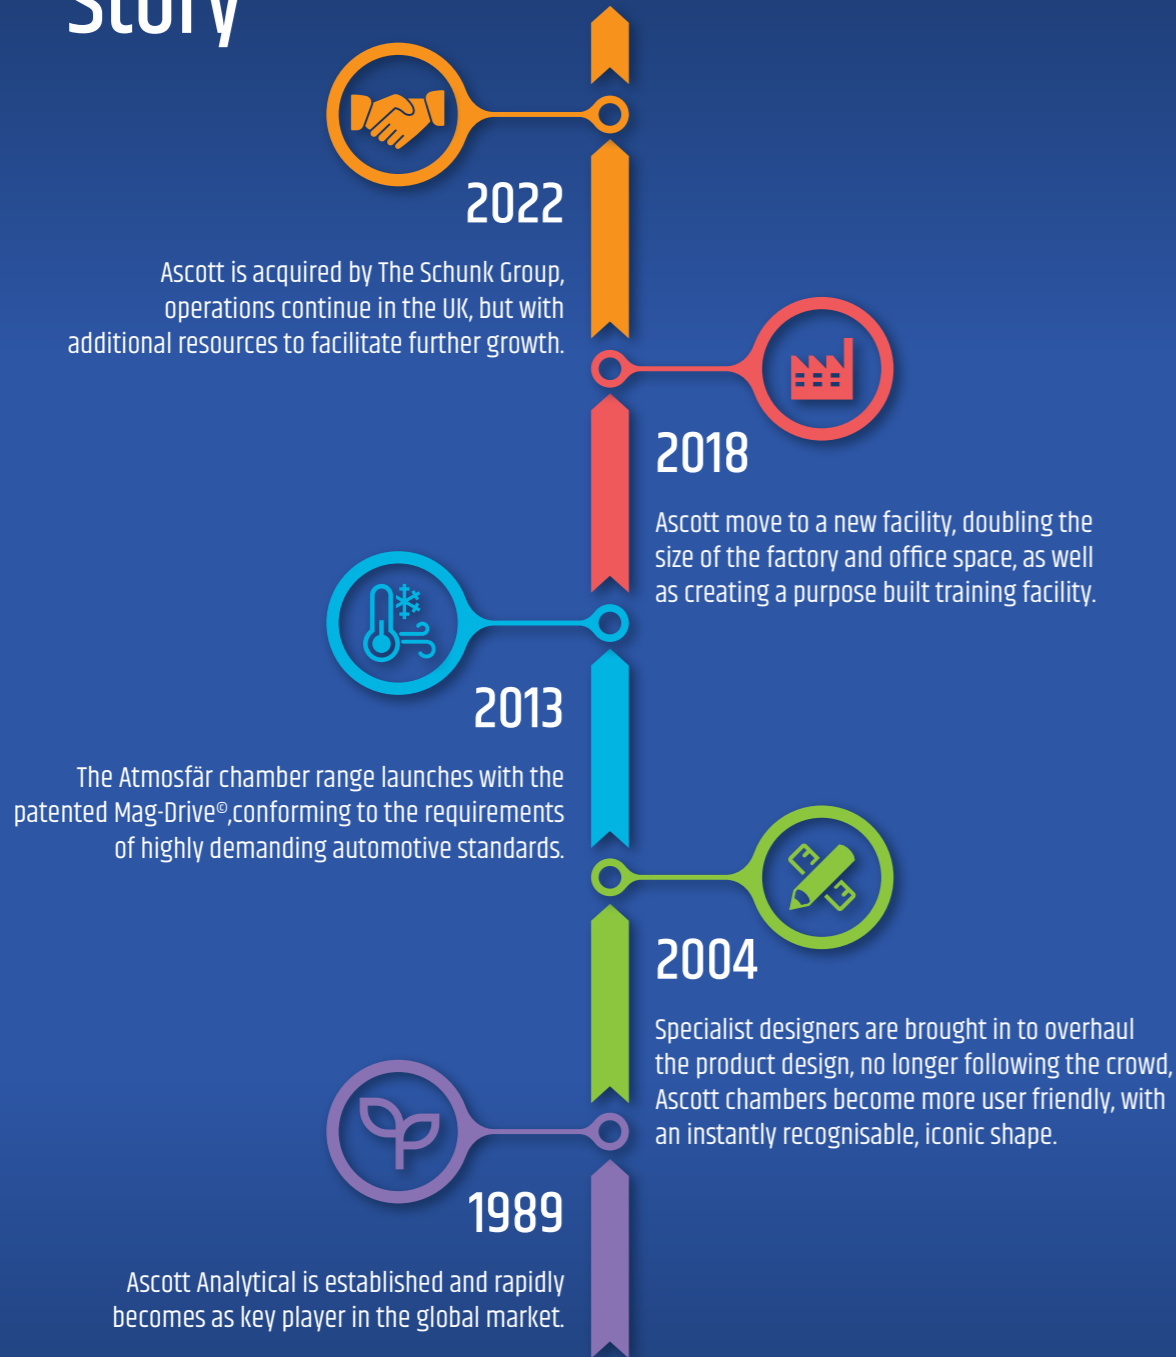 Story
2022
Ascott is acquired by The Schunk Group,
operations continue in the UK, but with
additional resources to facilitate further growth.
2018
Ascott move to a new facility, doubling the
size of the factory and office space, as well
as creating a purpose built training facility.
2013
The Atmosfär chamber range launches with the
patented Mag-Drive©,conforming to the requirements
of highly demanding automotive standards.
2004
Specialist designers are brought in to overhaul
the product design, no longer following the crowd,
Ascott chambers become more user friendly, with
an instantly recognisable, iconic shape.
1989
Ascott Analytical is established and rapidly
becomes as key player in the global market.